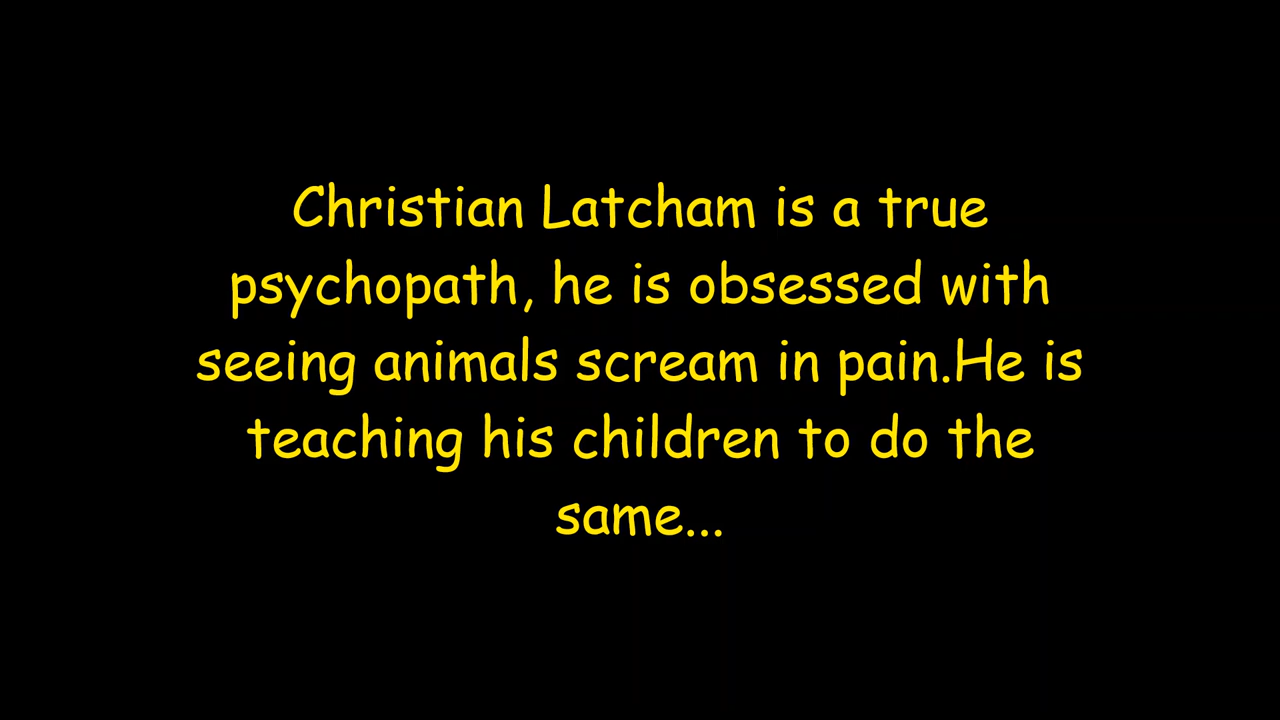 Christian Latcham is a true
psychopath, he is obsessed with
seeing animals scream in pain.He is
teaching his children to do the
same...